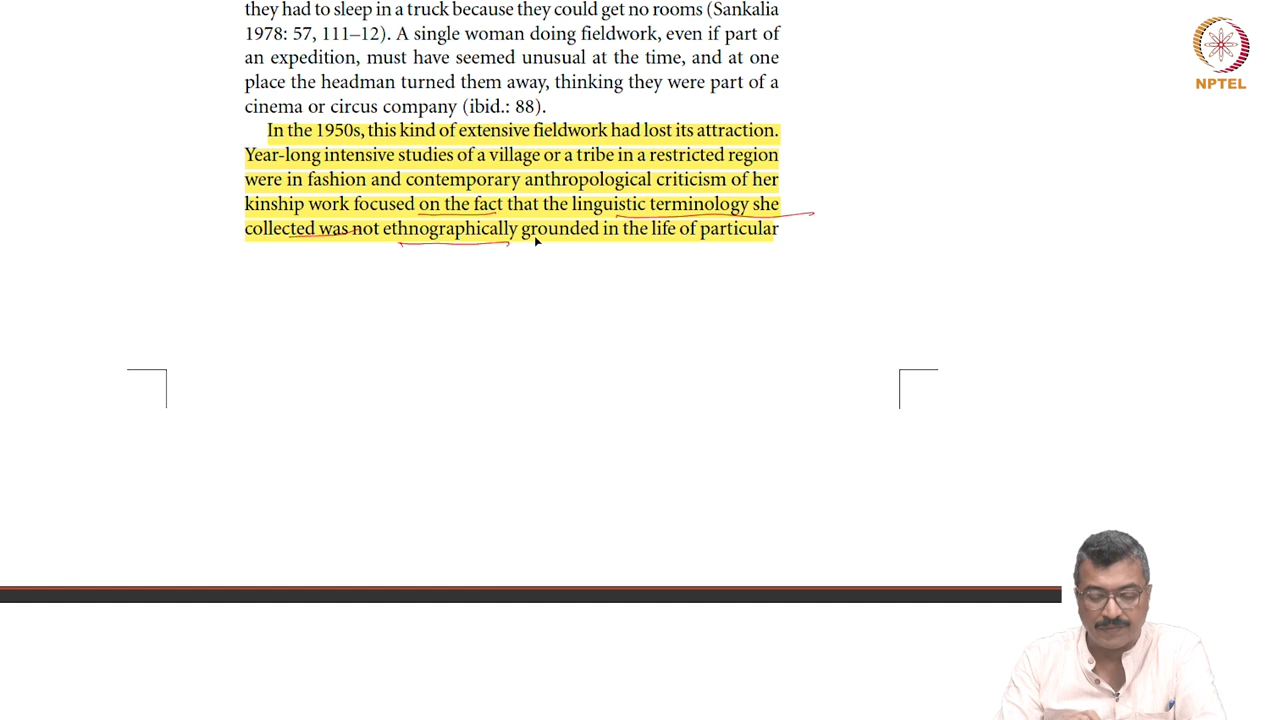 they had to sleep in a truck because they could get no rooms (Sankalia
1978: 57, 111–12). A single woman doing fieldwork, even if part of
an expedition, must have seemed unusual at the time, and at one
place the headman turned them away, thinking they were part of a
cinema or circus company (ibid.: 88).
In the 1950s, this kind of extensive fieldwork had lost its attraction.
Year-long intensive studies of a village or a tribe in a restricted region
were in fashion and contemporary anthropological criticism of her
kinship work focused on the fact that the linguistic terminology she
collected was not ethnographically grounded in the life of particular
NPTEL